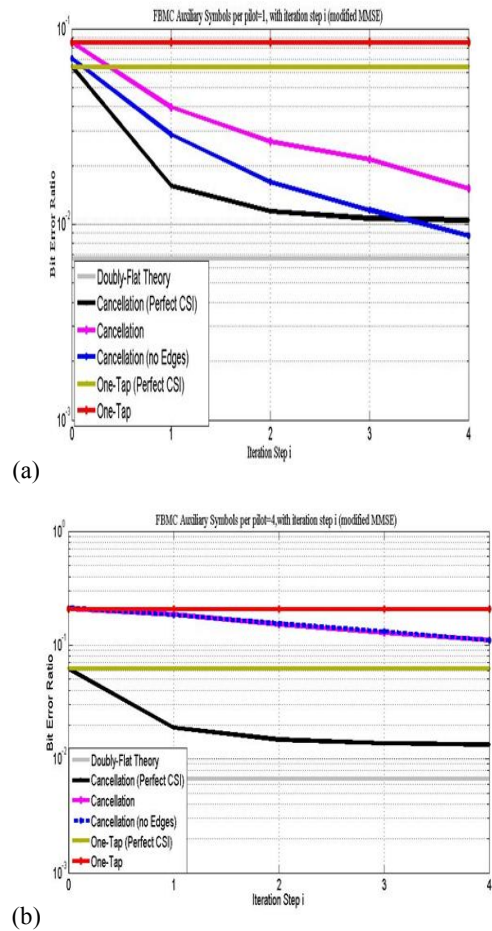 FBMC Auxiliary Symbols per pilot=1, with iteration step i (modified MMSE)
10⁻¹
10⁻²
10⁻³
Bit Error Ratio
Doubly-Flat Theory
Cancellation (Perfect CSI)
Cancellation
Cancellation (no Edges)
One-Tap (Perfect CSI)
One-Tap
0 1 2 3 4
Iteration Step i
(a)
FBMC Auxiliary Symbols per pilot=4,with iteration step i (modified MMSE)
10⁰
10⁻¹
10⁻²
10⁻³
Bit Error Ratio
Doubly-Flat Theory
Cancellation (Perfect CSI)
Cancellation
Cancellation (no Edges)
One-Tap (Perfect CSI)
One-Tap
0 1 2 3 4
Iteration Step i
(b)